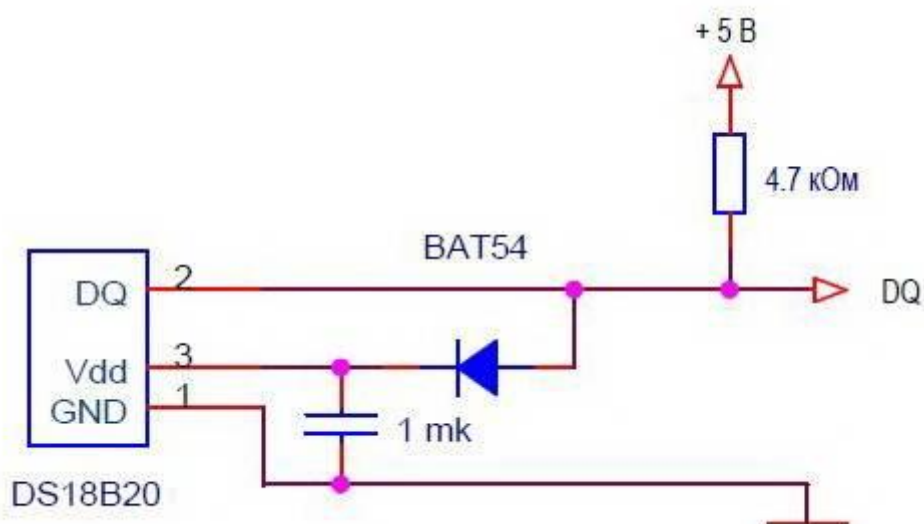 + 5 В
4.7 кОм
BAT54
DQ 2
DQ
Vdd 3
GND 1
1 mk
DS18B20